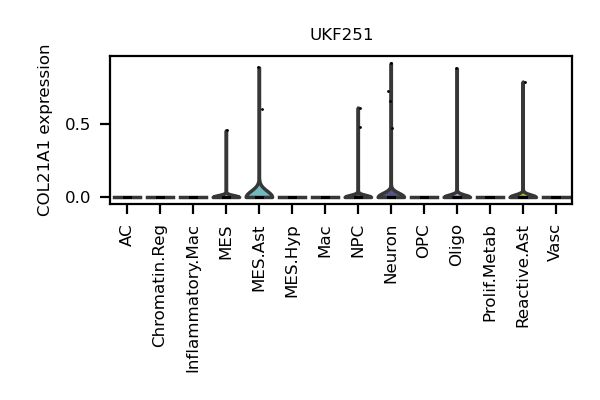 UKF251
COL21A1 expression
0.5
0.0
AC
Chromatin.Reg
Inflammatory.Mac
MES
MES.Ast
MES.Hyp
Mac
NPC
Neuron
OPC
Oligo
Prolif.Metab
Reactive.Ast
Vasc